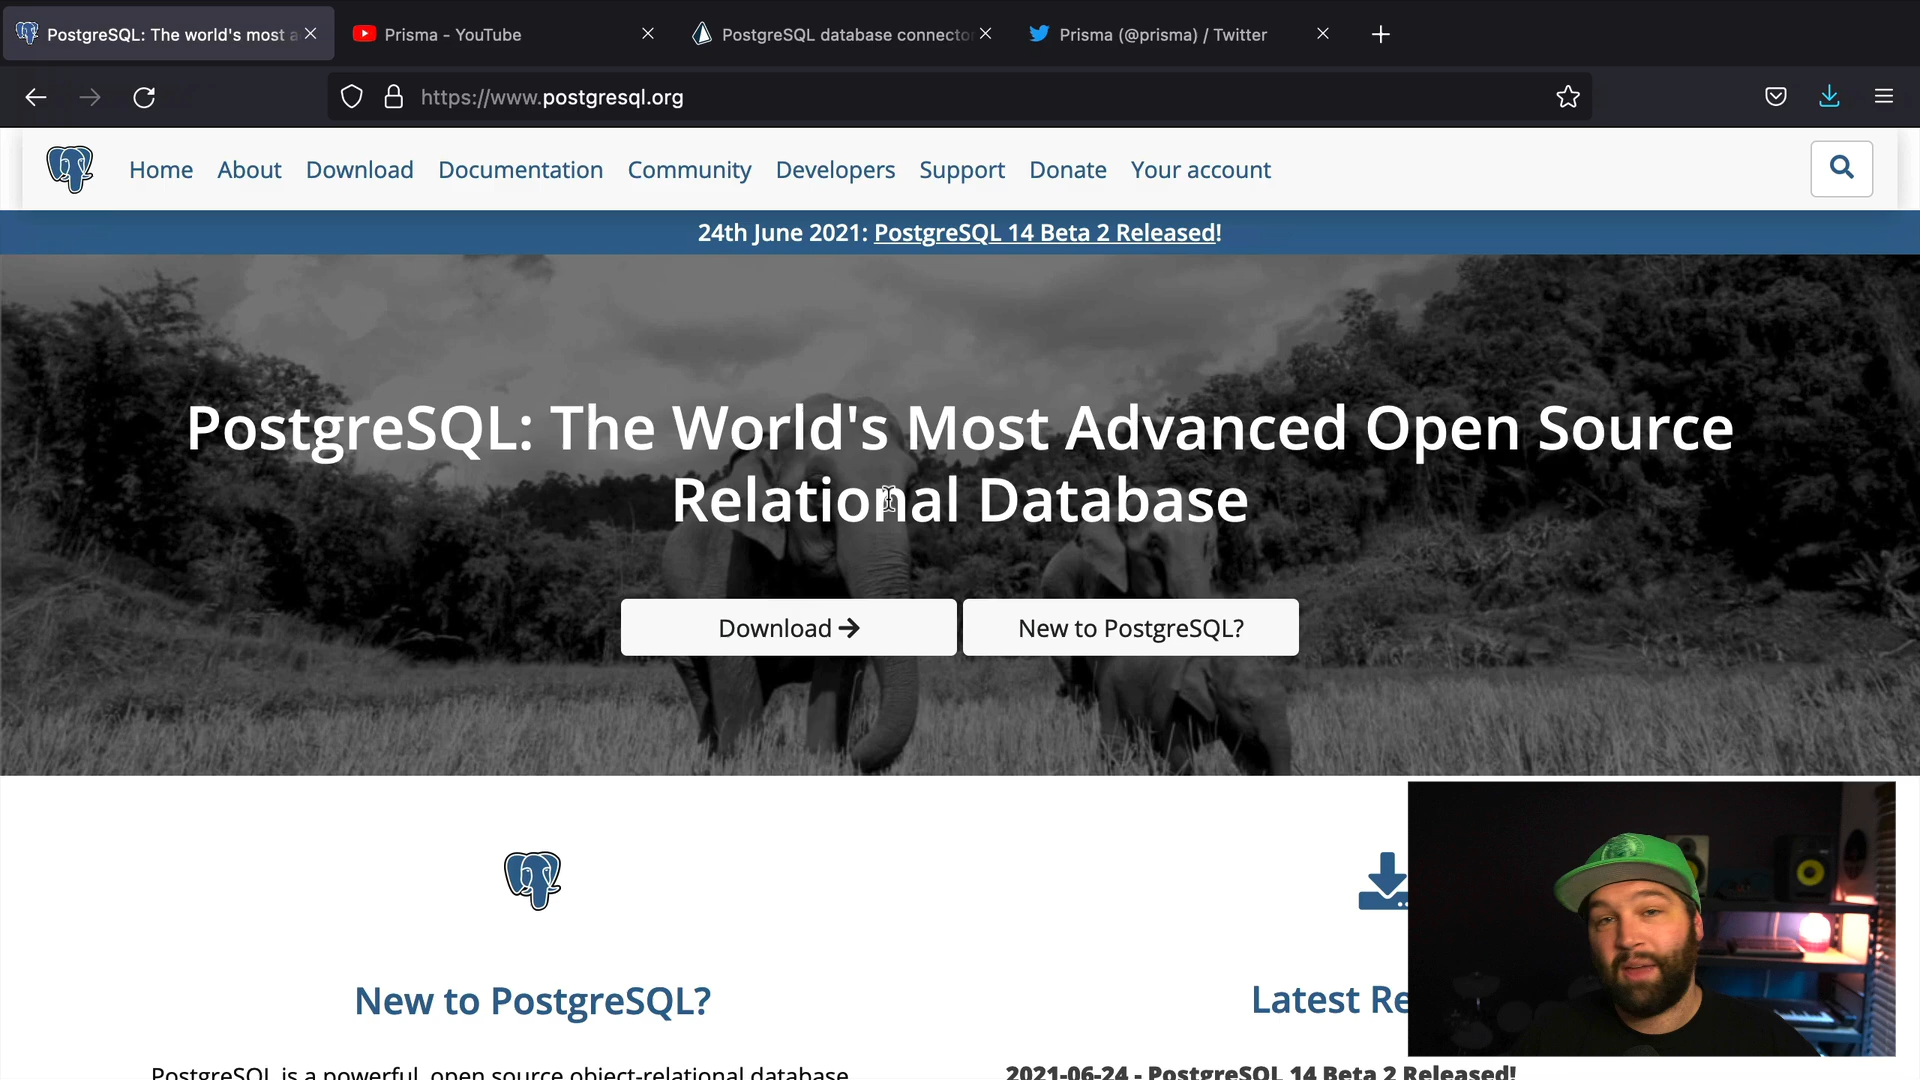 PostgreSQL: The world's most a
Prisma - YouTube
PostgreSQL database connector
Prisma (@prisma) / Twitter
https://www.postgresql.org
Home About Download Documentation Community Developers Support Donate Your account
24th June 2021: PostgreSQL 14 Beta 2 Released!
PostgreSQL: The World's Most Advanced Open Source
Relational Database
Download →
New to PostgreSQL?
New to PostgreSQL?
Latest Re
PostgreSQL is a powerful, open source object-relational database
2021-06-24 - PostgreSQL 14 Beta 2 Released!